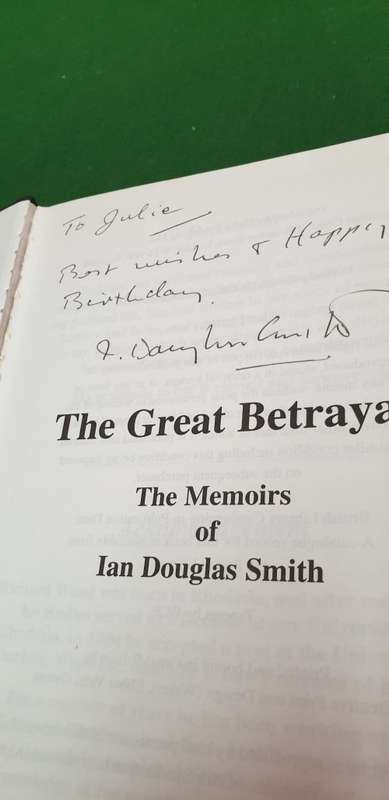 To Julie
Best wishes & Happy
Birthday.
I. Douglas Smith
The Great Betraya
The Memoirs
of
Ian Douglas Smith